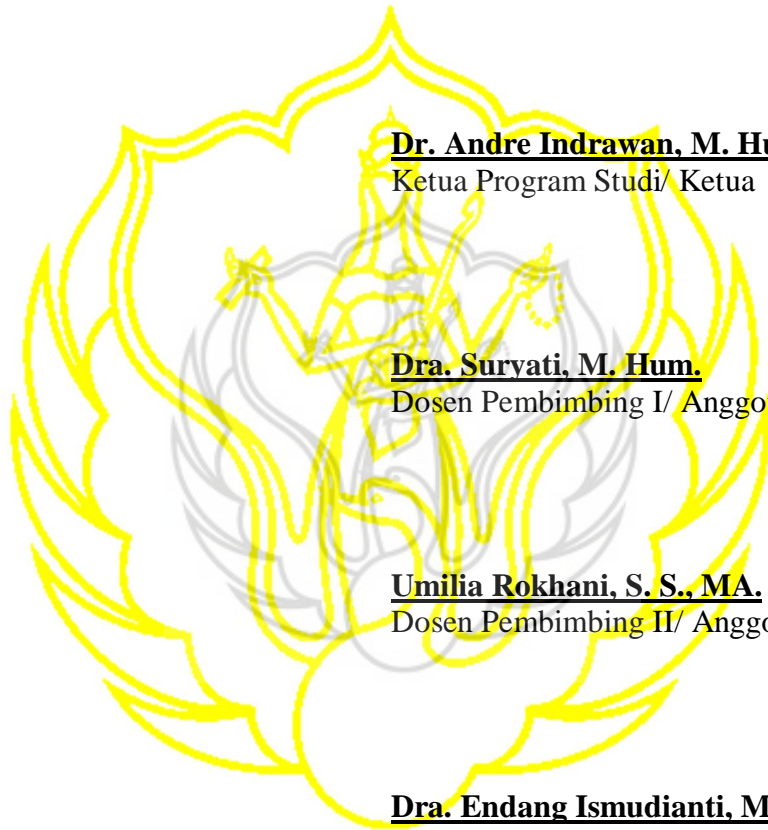 Dr. Andre Indrawan, M. Hu
Ketua Program Studi/ Ketua
Dra. Suryati, M. Hum.
Dosen Pembimbing I/ Anggo
Umilia Rokhani, S. S., MA.
Dosen Pembimbing II/ Anggo
Dra. Endang Ismudianti, M